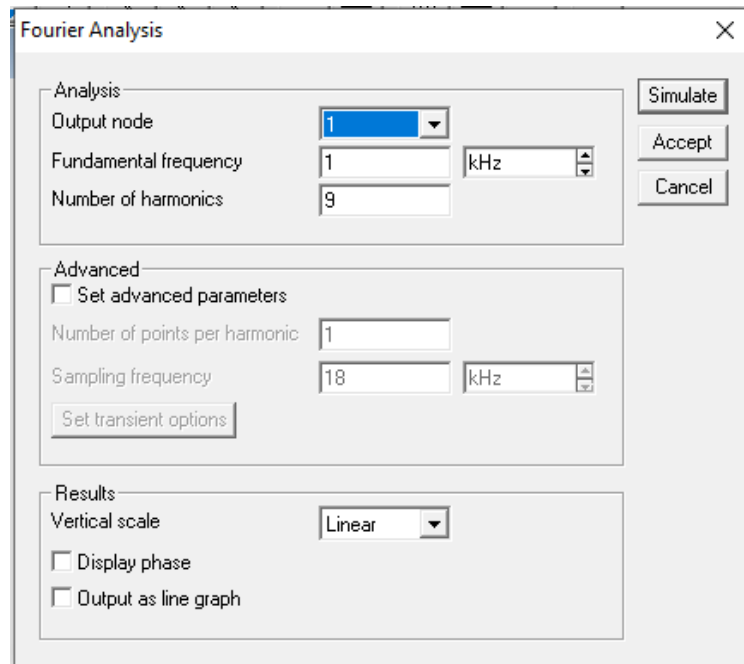 Fourier Analysis
Analysis
Output node 1
Fundamental frequency 1 kHz
Number of harmonics 9
Simulate
Accept
Cancel
Advanced
Set advanced parameters
Number of points per harmonic 1
Sampling frequency 18 kHz
Set transient options
Results
Vertical scale Linear
Display phase
Output as line graph